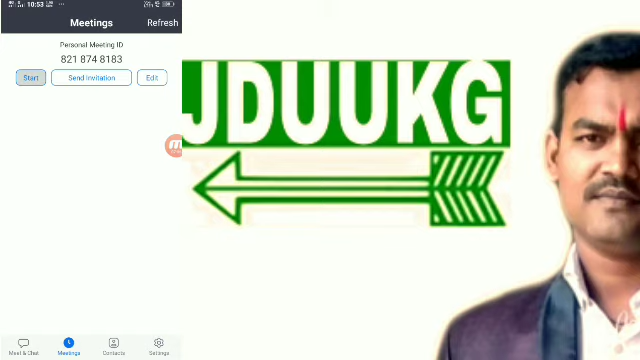 10:53
Meetings
Refresh
Personal Meeting ID
821 874 8183
Start
Send Invitation
Edit
JDUUKG
Meet & Chat
Meetings
Contacts
Settings